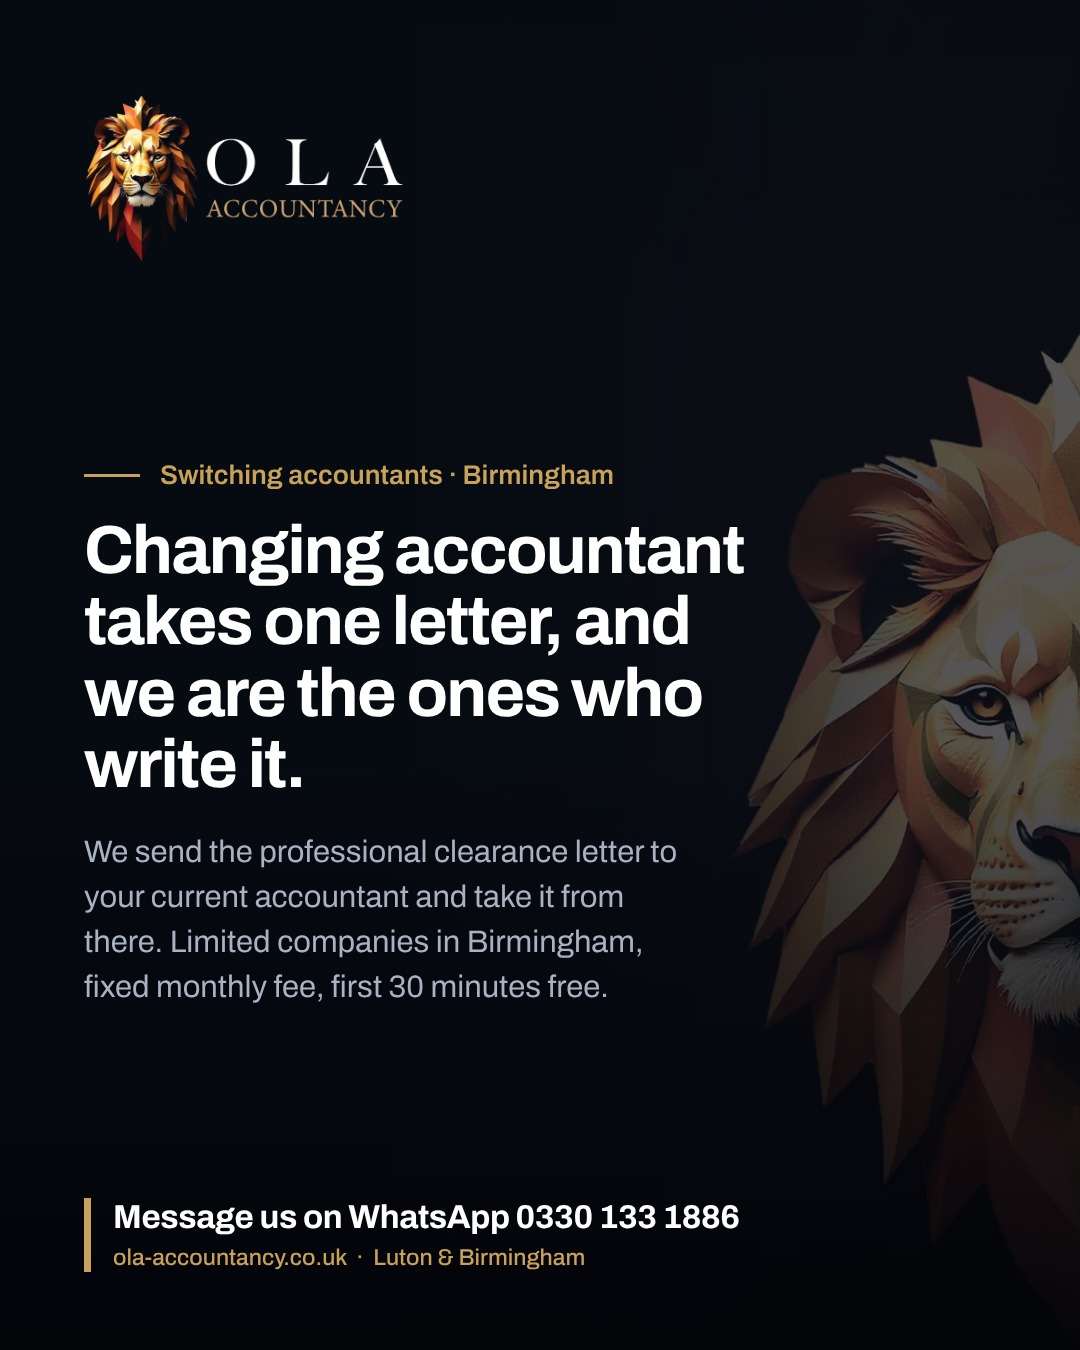 OLA
ACCOUNTANCY
Switching accountants · Birmingham
Changing accountant
takes one letter, and
we are the ones who
write it.
We send the professional clearance letter to
your current accountant and take it from
there. Limited companies in Birmingham,
fixed monthly fee, first 30 minutes free.
Message us on WhatsApp 0330 133 1886
ola-accountancy.co.uk · Luton & Birmingham